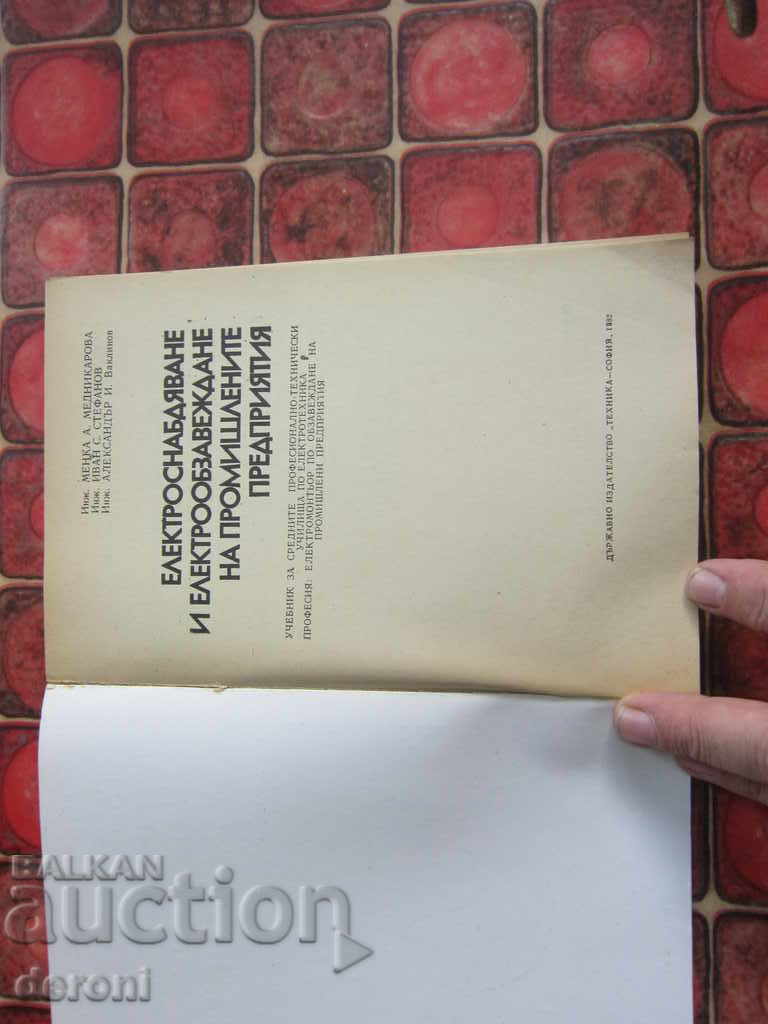 Инж. МЕНКА А. МЕДНИКАРОВА
Инж. ИВАН С. СТЕФАНОВ
Инж. АЛЕКСАНДЪР И. Ваклинов
ЕЛЕКТРОСНАБДЯВАНЕ
И ЕЛЕКТРООБЗАВЕЖДАНЕ
НА ПРОМИШЛЕНИТЕ
ПРЕДПРИЯТИЯ
УЧЕБНИК ЗА СРЕДНИТЕ ПРОФЕСИОНАЛНО-ТЕХНИЧЕСКИ
УЧИЛИЩА ПО ЕЛЕКТРОТЕХНИКА
ПРОФЕСИЯ: ЕЛЕКТРОМОНТЬОР ПО ОБЗАВЕЖДАНЕ НА
ПРОМИШЛЕНИ ПРЕДПРИЯТИЯ
ДЪРЖАВНО ИЗДАТЕЛСТВО „ТЕХНИКА“—СОФИЯ, 1982
BALKAN
auction
deroni